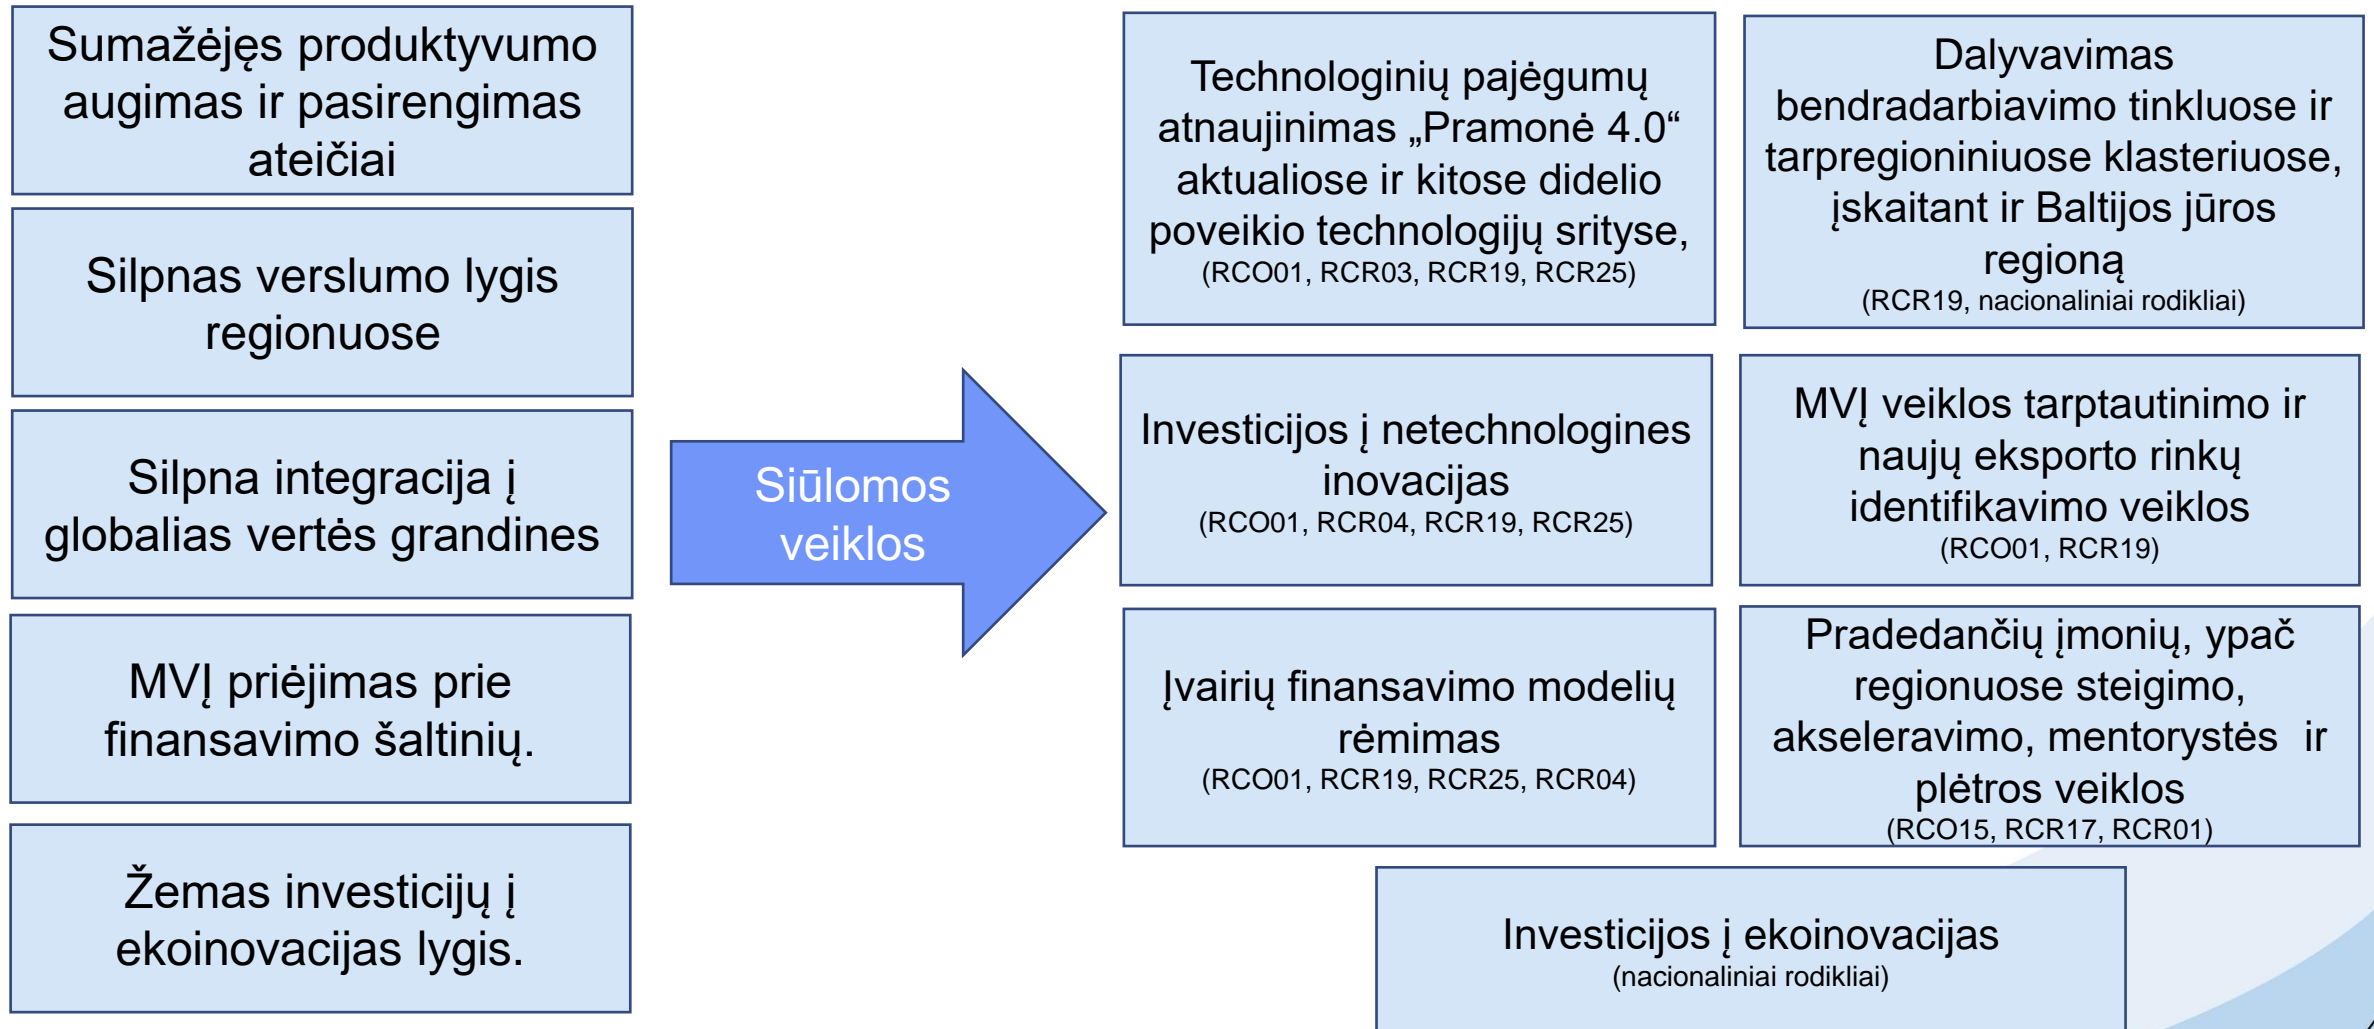 Sumažėjęs produktyvumo
augimas ir pasirengimas
ateičiai
Silpnas verslumo lygis
regionuose
Silpna integracija į
globalias vertės grandines
MVĮ priėjimas prie
finansavimo šaltinių.
Žemas investicijų į
ekoinovacijas lygis.
Siūlomos
veiklos
Technologinių pajėgumų
atnaujinimas „Pramonė 4.0“
aktualiose ir kitose didelio
poveikio technologijų srityse,
(RCO01, RCR03, RCR19, RCR25)
Dalyvavimas
bendradarbiavimo tinkluose ir
tarpregioniniuose klasteriuose,
įskaitant ir Baltijos jūros
regioną
(RCR19, nacionaliniai rodikliai)
Investicijos į netechnologines
inovacijas
(RCO01, RCR04, RCR19, RCR25)
MVĮ veiklos tarptautinimo ir
naujų eksporto rinkų
identifikavimo veiklos
(RCO01, RCR19)
Įvairių finansavimo modelių
rėmimas
(RCO01, RCR19, RCR25, RCR04)
Pradedančių įmonių, ypač
regionuose steigimo,
akseleravimo, mentorystės ir
plėtros veiklos
(RCO15, RCR17, RCR01)
Investicijos į ekoinovacijas
(nacionaliniai rodikliai)